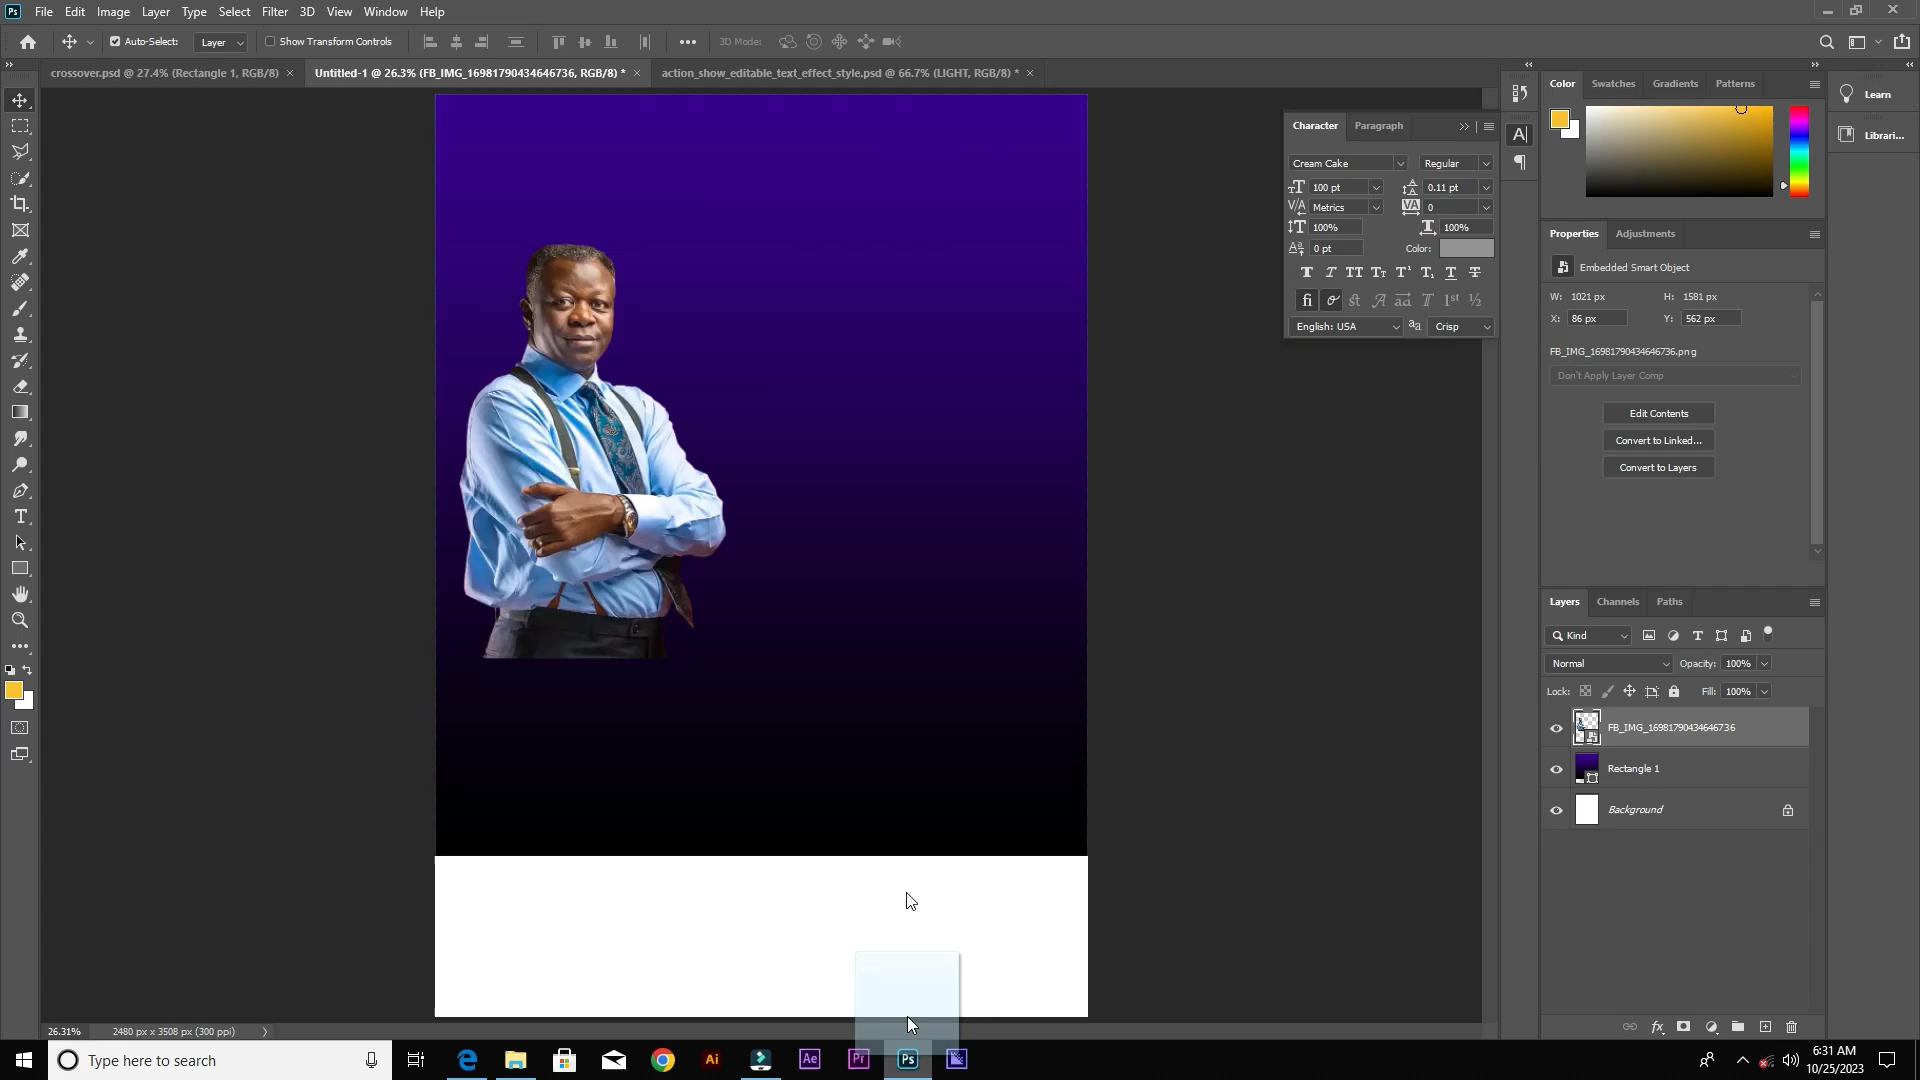 Ps File Edit Image Layer Type Select Filter 3D View Window Help
Auto-Select: Layer Show Transform Controls 3D Mode:
crossover.psd @ 27.4% (Rectangle 1, RGB/8) × Untitled-1 @ 26.3% (FB_IMG_16981790434646736, RGB/8) * × action_show_editable_text_effect_style.psd @ 66.7% (LIGHT, RGB/8) * ×
Color Swatches Gradients Patterns
Learn
Librari...
Character Paragraph
Cream Cake Regular
100 pt 0.11 pt
Metrics 0
100% 100%
0 pt Color:
English: USA Crisp
Properties Adjustments
Embedded Smart Object
W: 1021 px H: 1581 px
X: 86 px Y: 562 px
FB_IMG_16981790434646736.png
Don't Apply Layer Comp
Edit Contents
Convert to Linked...
Convert to Layers
Layers Channels Paths
Kind
Normal Opacity: 100%
Lock: Fill: 100%
FB_IMG_16981790434646736
Rectangle 1
Background
26.31% 2480 px x 3508 px (300 ppi)
Type here to search
Ai Ae Pr Ps
6:31 AM
10/25/2023